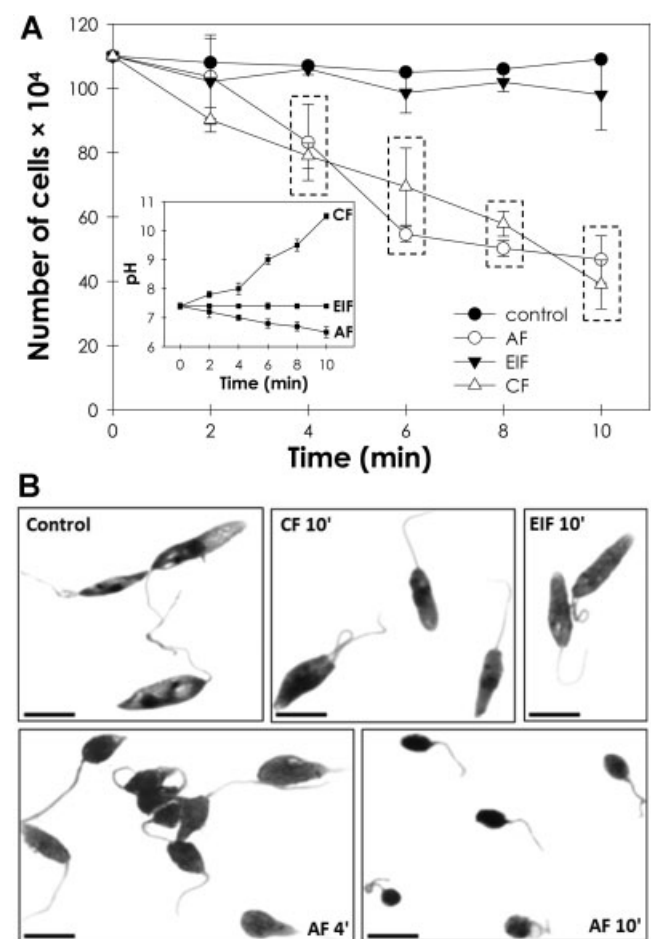 A
Number of cells × 10⁴
120
100
80
60
40
20
0
0
2
4
6
8
10
Time (min)
control
AF
EIF
CF
pH
11
10
9
8
7
6
0
2
4
6
8
10
Time (min)
CF
EIF
AF
B
Control
CF 10'
EIF 10'
AF 4'
AF 10'